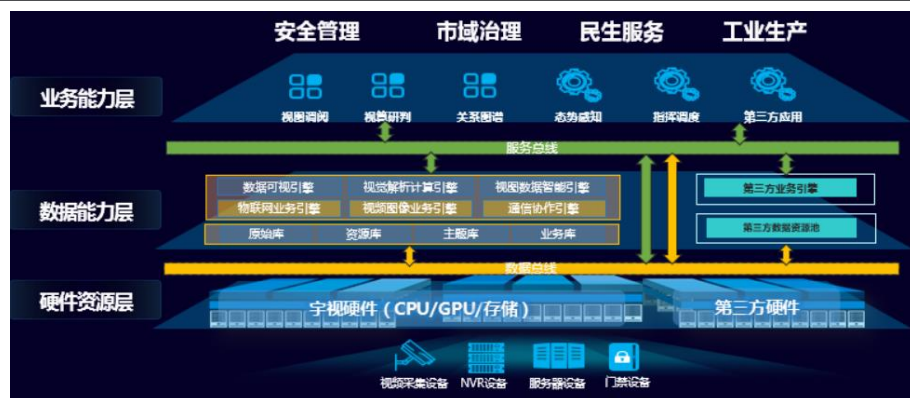 安全管理 市域治理 民生服务 工业生产
业务能力层
视图调阅 视算研判 关系图谱 态势感知 指挥调度 第三方应用
服务总线
数据可视引擎 视觉解析计算引擎 视图数据智能引擎
第三方业务引擎
数据能力层
物联网业务引擎 视频图像业务引擎 通信协作引擎
原始库 资源库 主题库 业务库
第三方数据资源池
数据总线
硬件资源层
宇视硬件（CPU/GPU/存储）
第三方硬件
视频采集设备 NVR设备 服务器设备 门禁设备